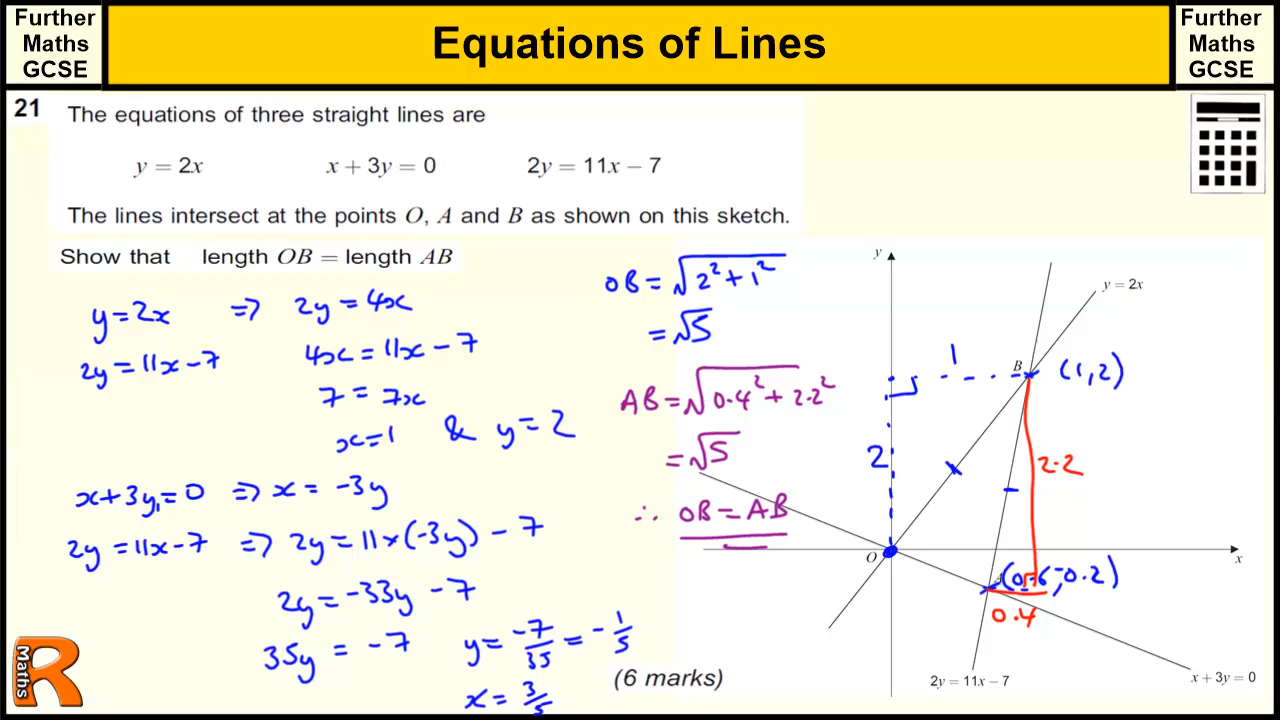 Further Maths GCSE
Equations of Lines
Further Maths GCSE
21 The equations of three straight lines are
y = 2x    x + 3y = 0    2y = 11x − 7
The lines intersect at the points O, A and B as shown on this sketch.
Show that    length OB = length AB
y = 2x ⇒ 2y = 4x
2y = 11x − 7    4x = 11x − 7
7 = 7x
x = 1 & y = 2
x + 3y = 0 ⇒ x = −3y
2y = 11x − 7 ⇒ 2y = 11×(−3y) − 7
2y = −33y − 7
35y = −7    y = −7/35 = −1/5
x = 3/5
OB = √(2² + 1²)
= √5
AB = √(0.4² + 2.2²)
= √5
∴ OB = AB
(6 marks)
y
y = 2x
1
B (1, 2)
2
2.2
O
x
A (0.6, −0.2)
0.4
2y = 11x − 7
x + 3y = 0
R Maths